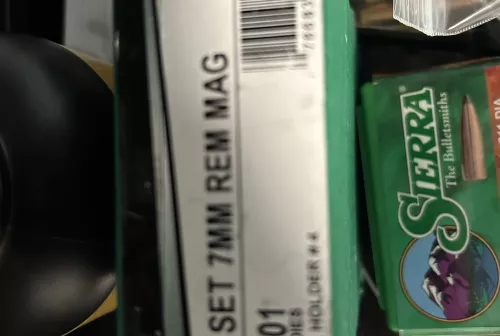 SET 7MM REM MAG
01
DIES
HOLDER #4
SIERRA
The Bulletsmiths